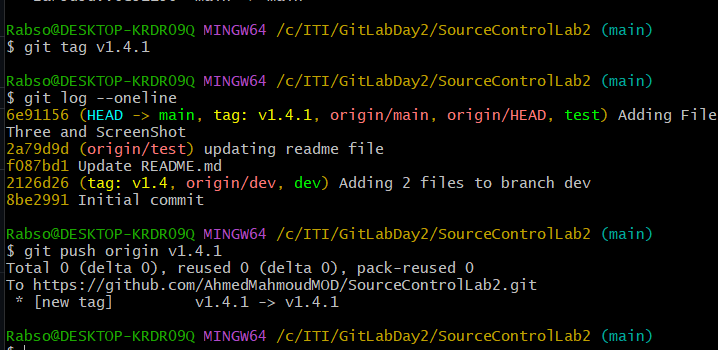 Rabso@DESKTOP-KRDR09Q MINGW64 /c/ITI/GitLabDay2/SourceControlLab2 (main)
$ git tag v1.4.1
Rabso@DESKTOP-KRDR09Q MINGW64 /c/ITI/GitLabDay2/SourceControlLab2 (main)
$ git log --oneline
6e91156 (HEAD -> main, tag: v1.4.1, origin/main, origin/HEAD, test) Adding File
Three and ScreenShot
2a79d9d (origin/test) updating readme file
f087bd1 Update README.md
2126d26 (tag: v1.4, origin/dev, dev) Adding 2 files to branch dev
8be2991 Initial commit
Rabso@DESKTOP-KRDR09Q MINGW64 /c/ITI/GitLabDay2/SourceControlLab2 (main)
$ git push origin v1.4.1
Total 0 (delta 0), reused 0 (delta 0), pack-reused 0
To https://github.com/AhmedMahmoudMOD/SourceControlLab2.git
 * [new tag]         v1.4.1 -> v1.4.1
Rabso@DESKTOP-KRDR09Q MINGW64 /c/ITI/GitLabDay2/SourceControlLab2 (main)
$